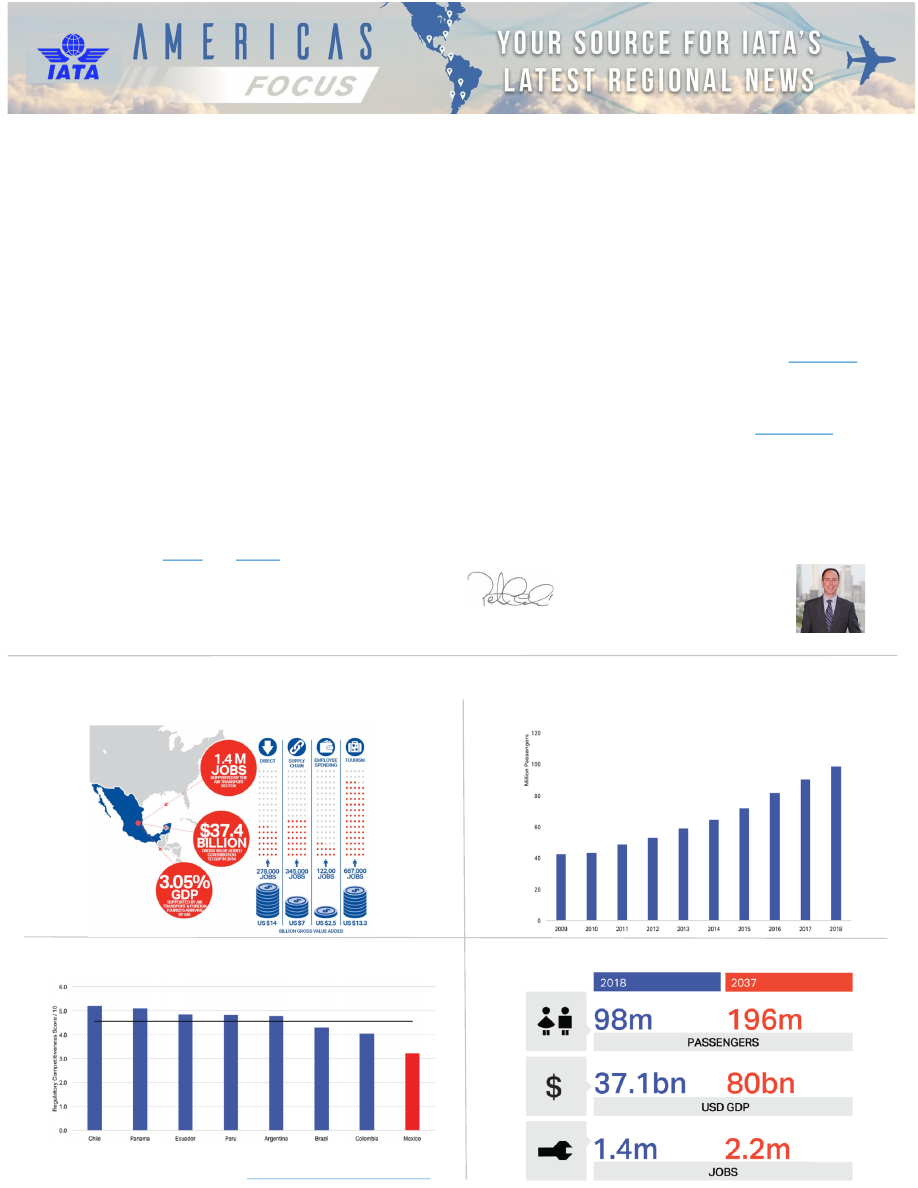 IATA
AMERICAS
FOCUS
YOUR SOURCE FOR IATA'S
LATEST REGIONAL NEWS
1.4 M
JOBS
SUPPORTED BY THE
AIR TRANSPORT
SECTOR
$37.4
BILLION
GROSS VALUE ADDED
CONTRIBUTION
TO GDP IN 2014
3.05%
GDP
SUPPORTED BY AIR
TRANSPORT & FOREIGN
TOURISTS ARRIVING
BY AIR
DIRECT
SUPPLY
CHAIN
EMPLOYEE
SPENDING
TOURISM
278,000
JOBS
345,000
JOBS
122,00
JOBS
667,000
JOBS
US $14
US $7
US $2.5
US $13.3
BILLION GROSS VALUE ADDED
Million Passengers
120
100
80
60
40
20
0
2009 2010 2011 2012 2013 2014 2015 2016 2017 2018
Regulatory Competitiveness Score / 10
6.0
5.0
4.0
3.0
2.0
1.0
0.0
Chile Panama Ecuador Peru Argentina Brazil Colombia Mexico
2018 2037
98m 196m
PASSENGERS
$
37.1bn 80bn
USD GDP
1.4m 2.2m
JOBS